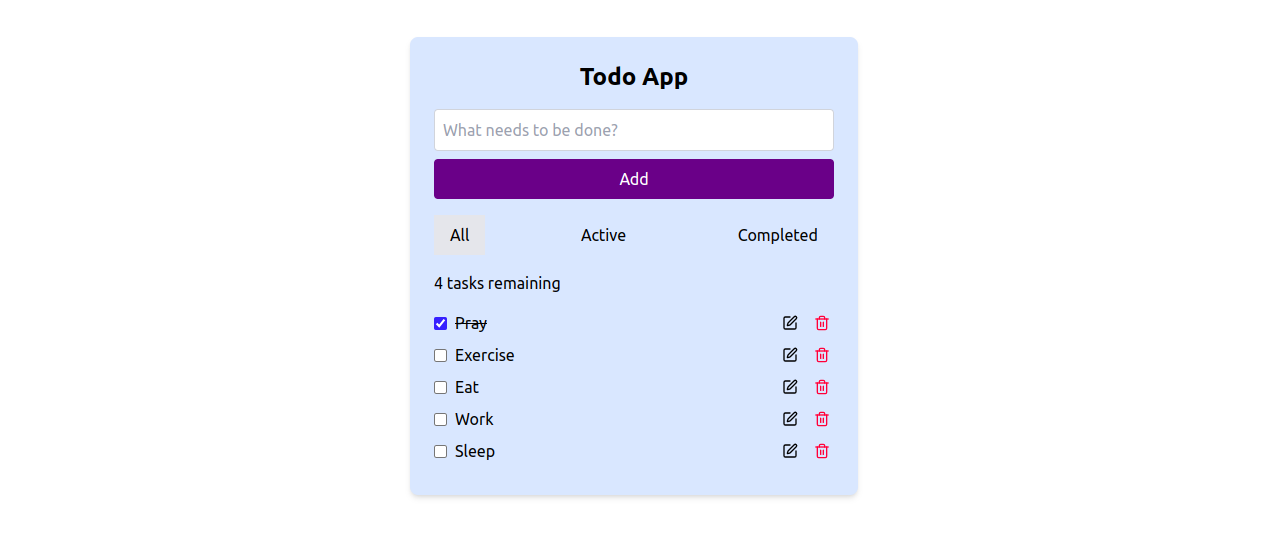 Todo App
What needs to be done?
Add
All Active Completed
4 tasks remaining
Pray
Exercise
Eat
Work
Sleep